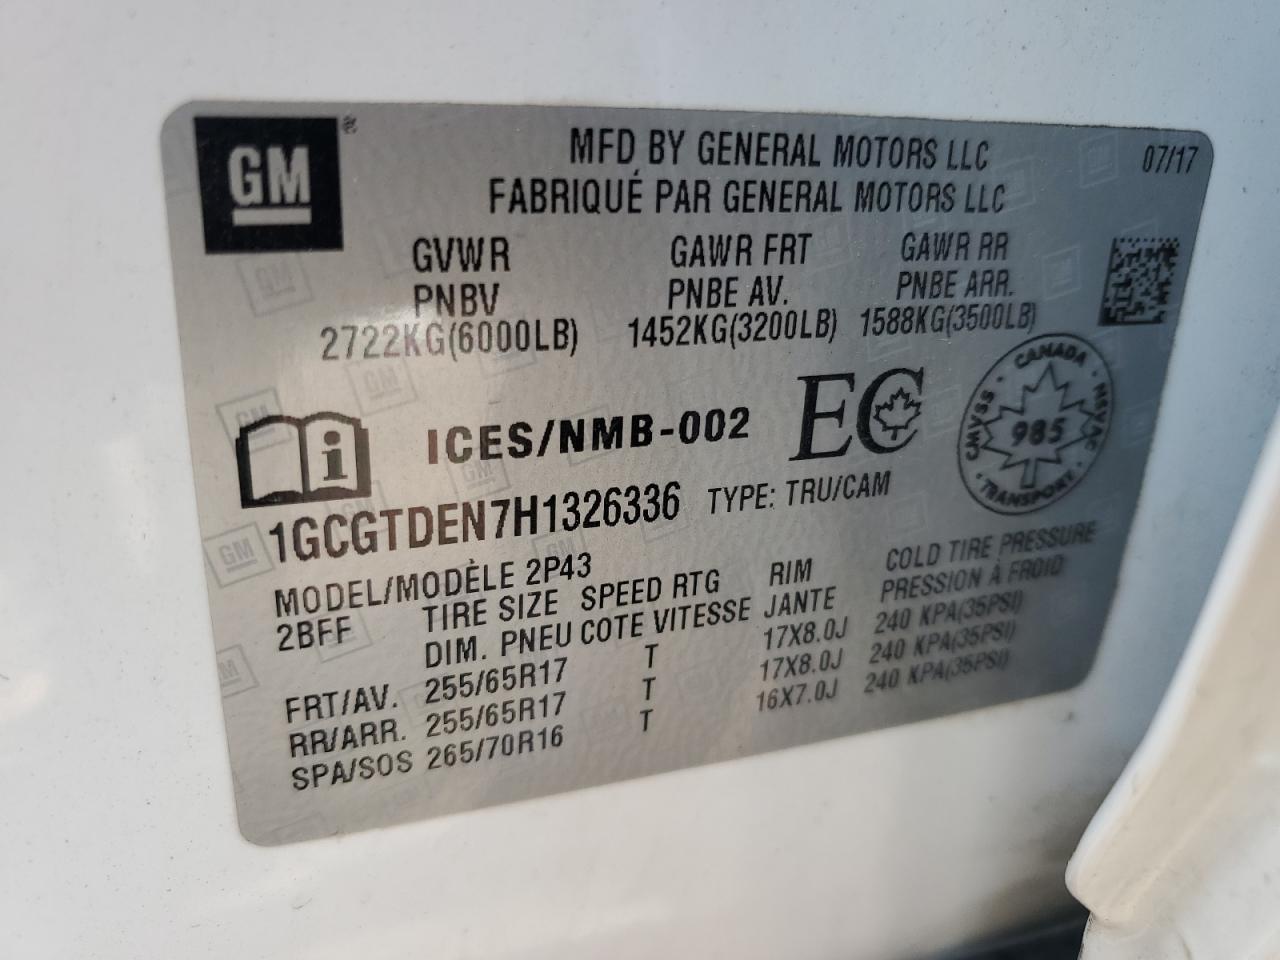 GM ®
MFD BY GENERAL MOTORS LLC 07/17
FABRIQUÉ PAR GENERAL MOTORS LLC
GVWR GAWR FRT GAWR RR
PNBV PNBE AV. PNBE ARR.
2722KG(6000LB) 1452KG(3200LB) 1588KG(3500LB)
i ICES/NMB-002 EC CANADA CMVSS NSVAC 985 TRANSPORT
1GCGTDEN7H1326336 TYPE: TRU/CAM
MODEL/MODÈLE 2P43
2BFF TIRE SIZE SPEED RTG RIM COLD TIRE PRESSURE
DIM. PNEU COTE VITESSE JANTE PRESSION À FROID
FRT/AV. 255/65R17 T 17X8.0J 240 KPA(35PSI)
RR/ARR. 255/65R17 T 17X8.0J 240 KPA(35PSI)
SPA/SOS 265/70R16 T 16X7.0J 240 KPA(35PSI)